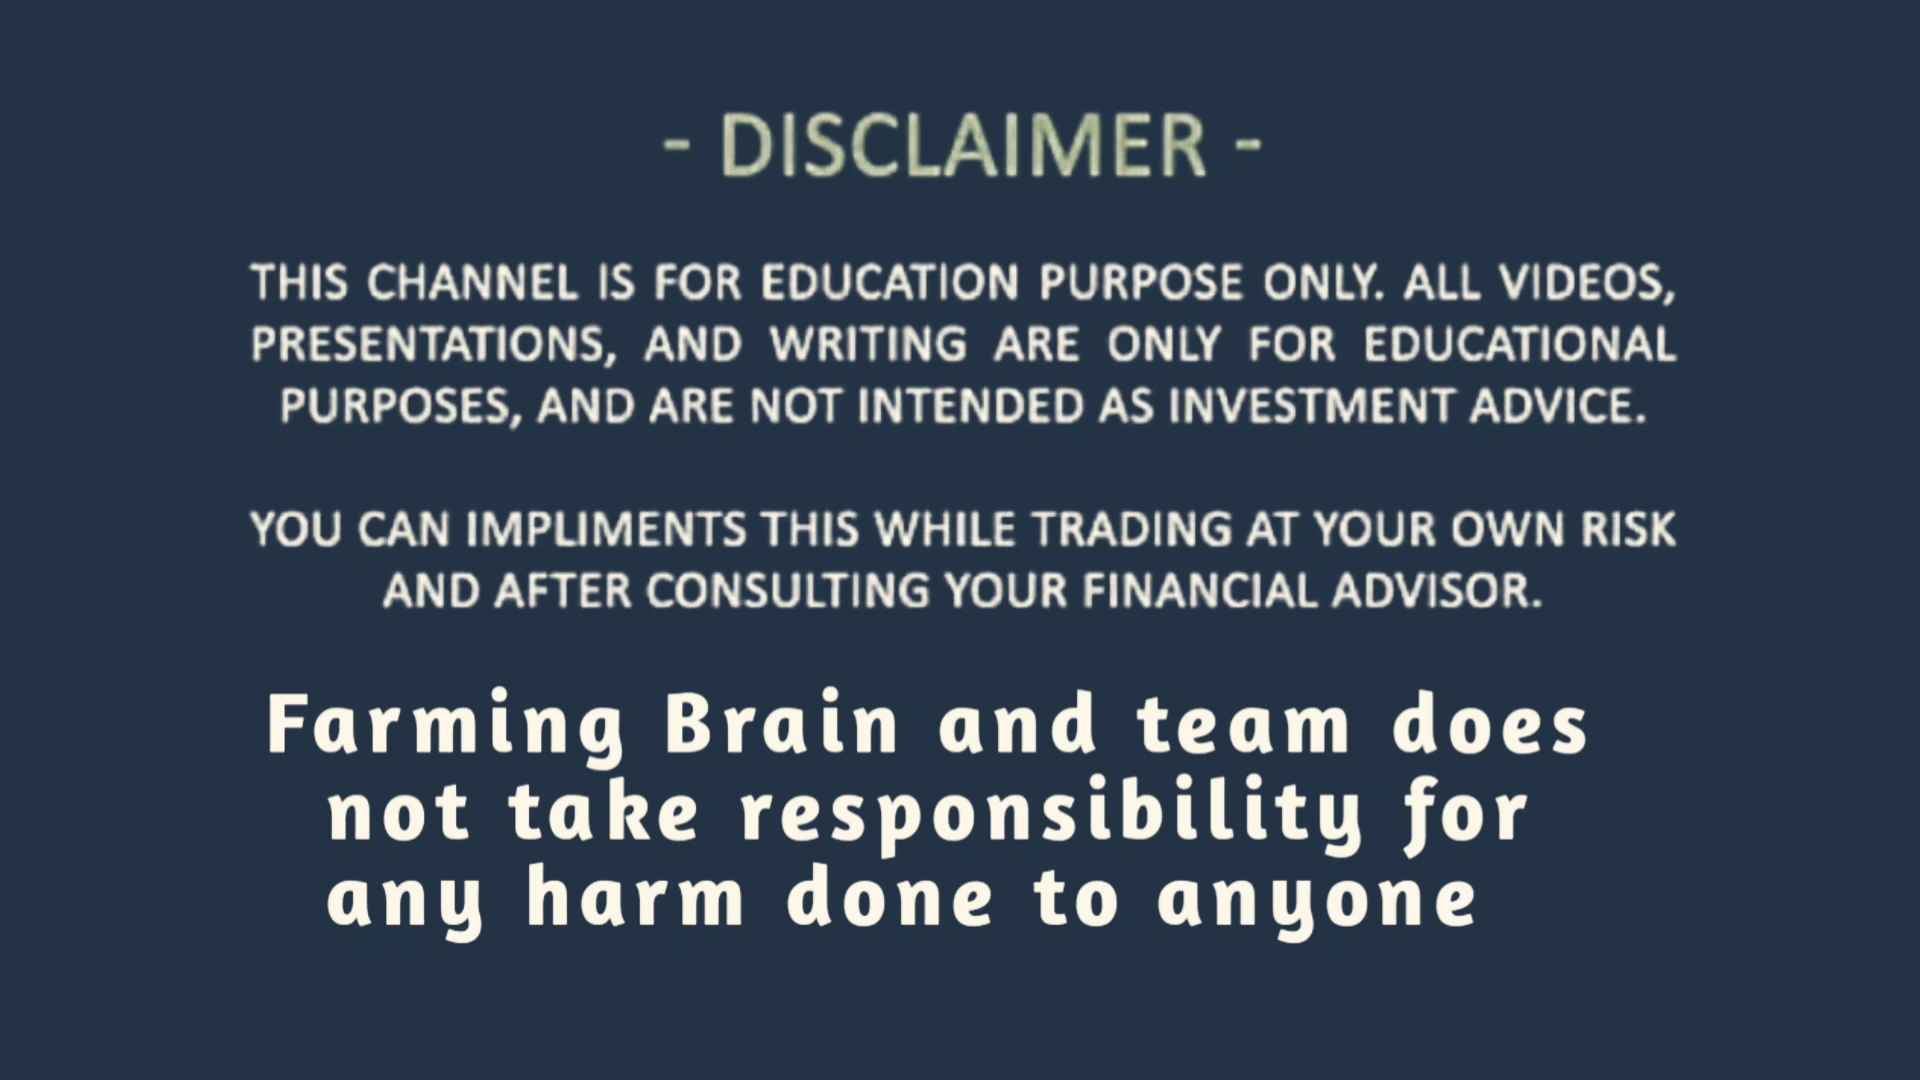 - DISCLAIMER -
THIS CHANNEL IS FOR EDUCATION PURPOSE ONLY. ALL VIDEOS,
PRESENTATIONS, AND WRITING ARE ONLY FOR EDUCATIONAL
PURPOSES, AND ARE NOT INTENDED AS INVESTMENT ADVICE.
YOU CAN IMPLIMENTS THIS WHILE TRADING AT YOUR OWN RISK
AND AFTER CONSULTING YOUR FINANCIAL ADVISOR.
Farming Brain and team does
not take responsibility for
any harm done to anyone